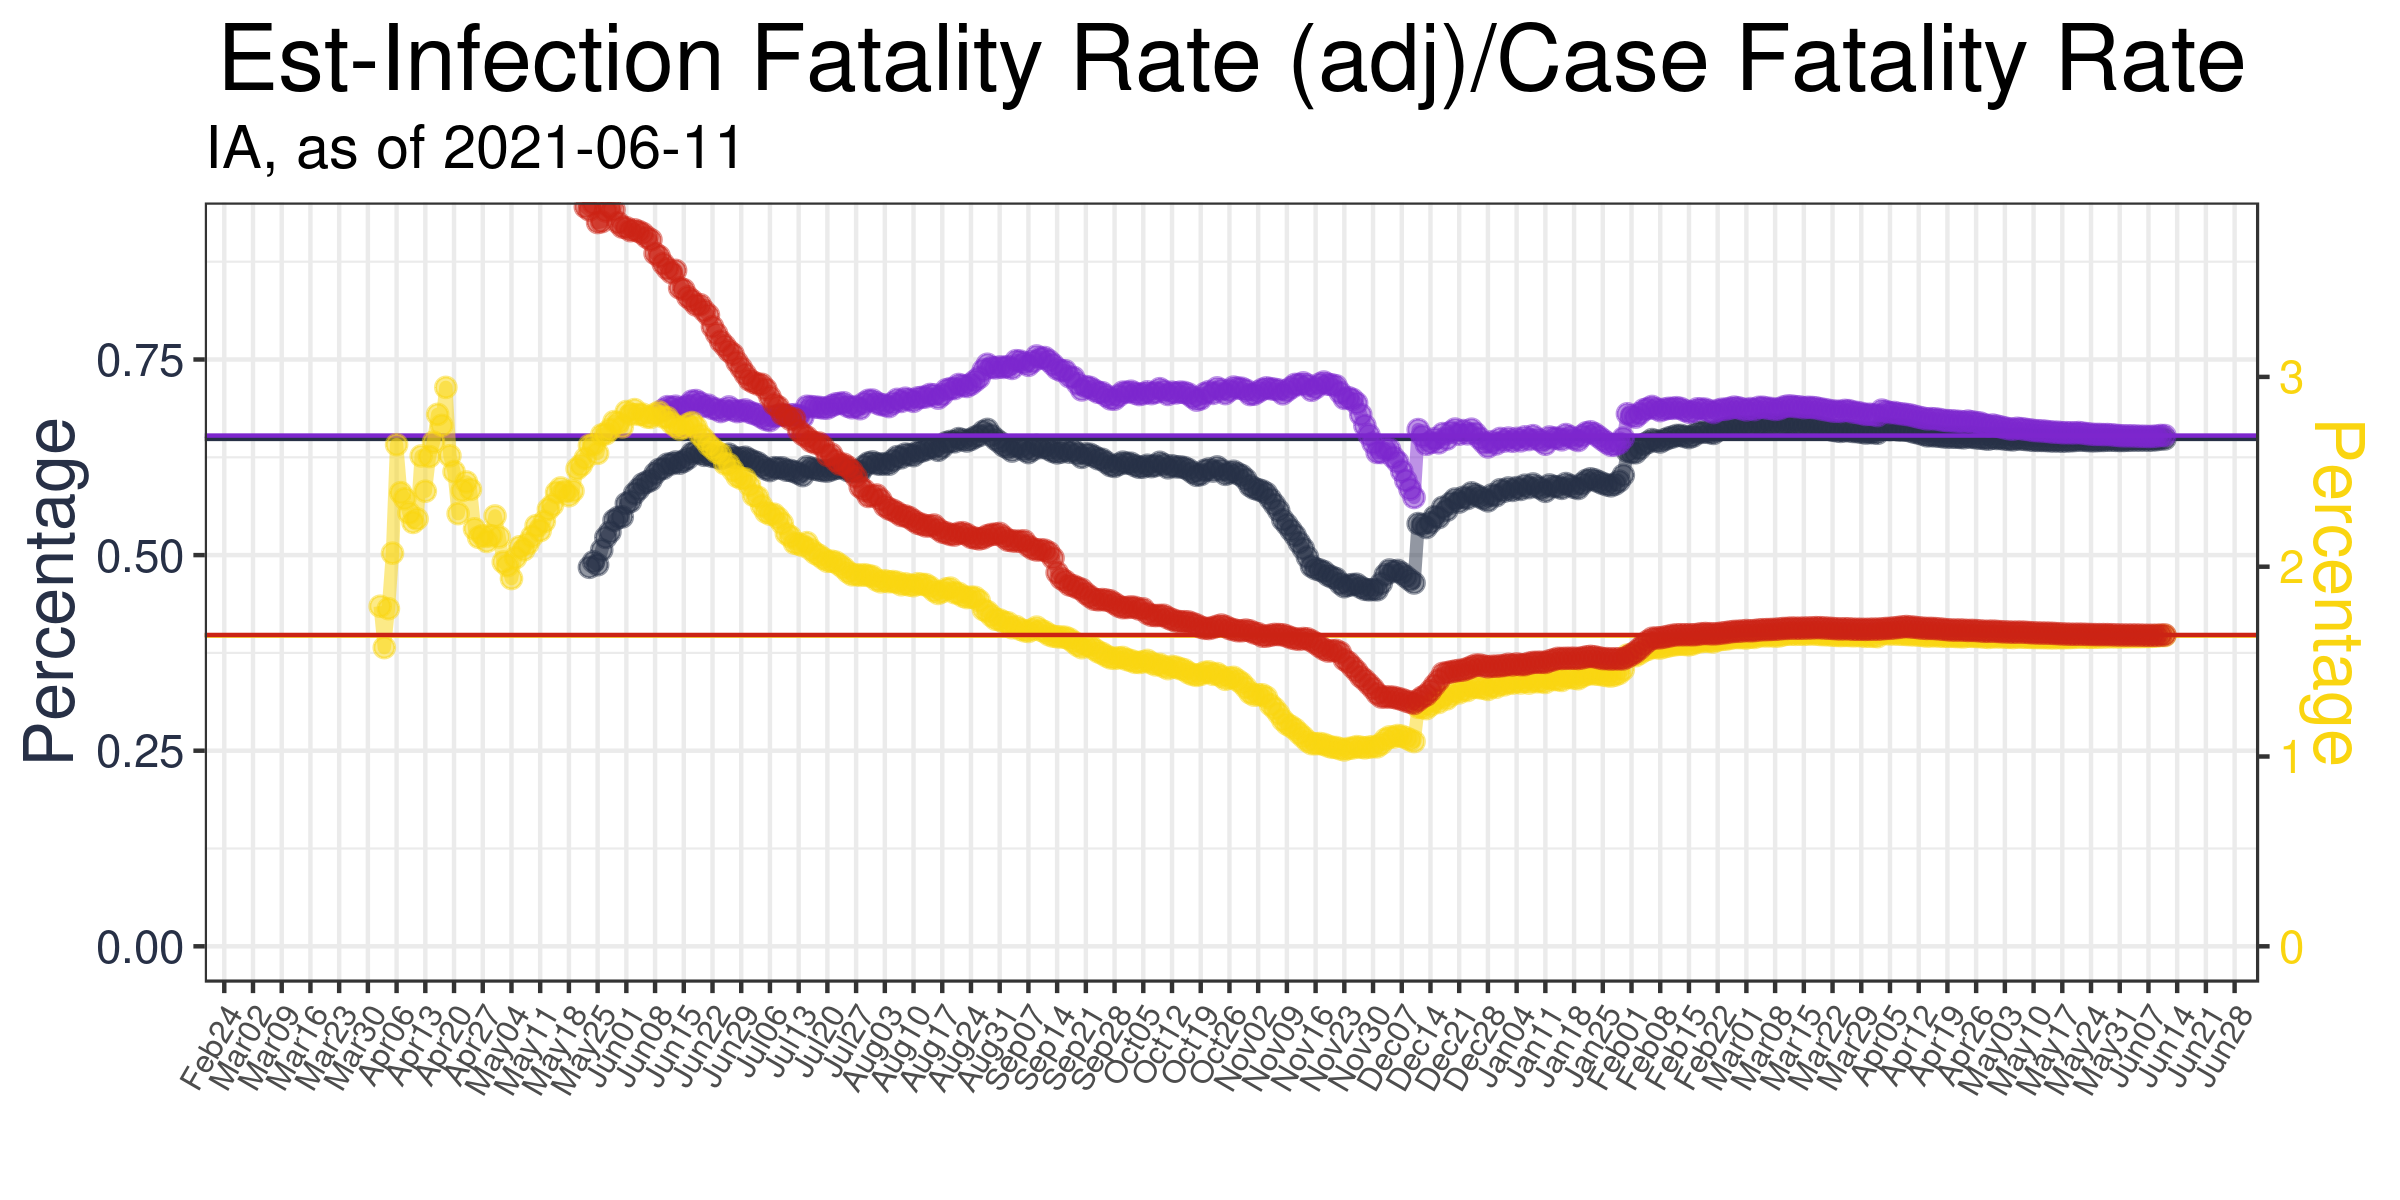 Est-Infection Fatality Rate (adj)/Case Fatality Rate
IA, as of 2021-06-11
Percentage
0.75
0.50
0.25
0.00
3
2
1
0
Percentage
Feb24
Mar02
Mar09
Mar16
Mar23
Mar30
Apr06
Apr13
Apr20
Apr27
May04
May11
May18
May25
Jun01
Jun08
Jun15
Jun22
Jun29
Jul06
Jul13
Jul20
Jul27
Aug03
Aug10
Aug17
Aug24
Aug31
Sep07
Sep14
Sep21
Sep28
Oct05
Oct12
Oct19
Oct26
Nov02
Nov09
Nov16
Nov23
Nov30
Dec07
Dec14
Dec21
Dec28
Jan04
Jan11
Jan18
Jan25
Feb01
Feb08
Feb15
Feb22
Mar01
Mar08
Mar15
Mar22
Mar29
Apr05
Apr12
Apr19
Apr26
May03
May10
May17
May24
May31
Jun07
Jun14
Jun21
Jun28